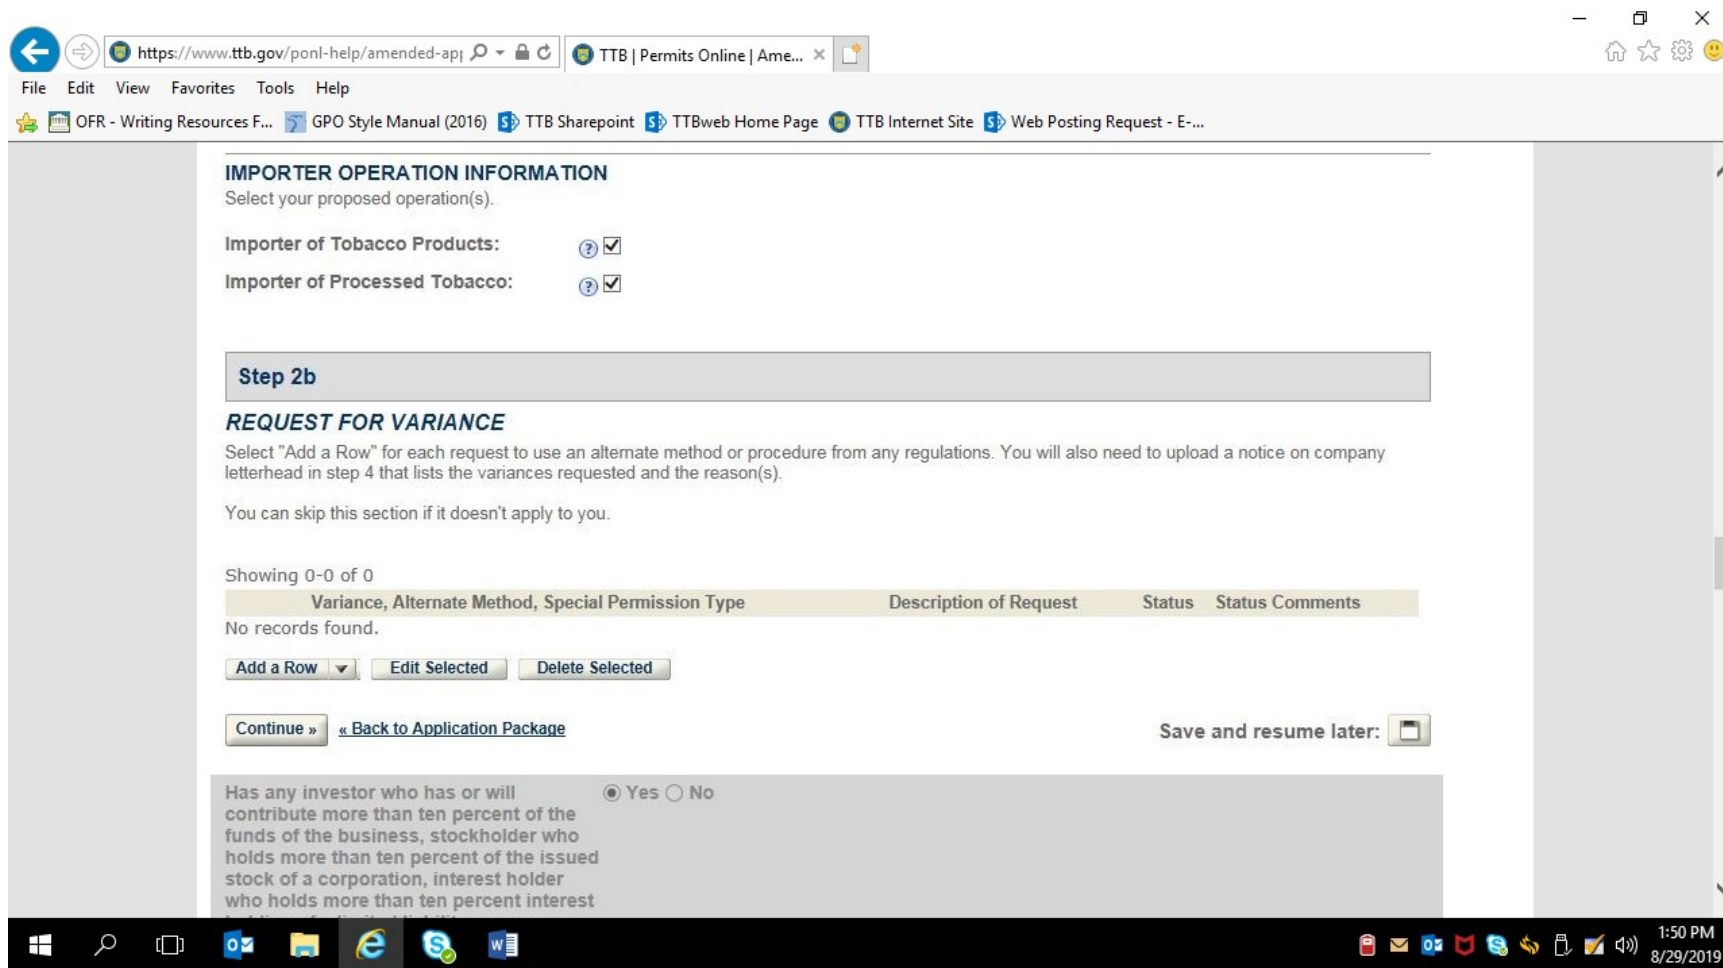 https://www.ttb.gov/ponl-help/amended-app
TTB | Permits Online | Ame...
File Edit View Favorites Tools Help
OFR - Writing Resources F... GPO Style Manual (2016) TTB Sharepoint TTBweb Home Page TTB Internet Site Web Posting Request - E-...
IMPORTER OPERATION INFORMATION
Select your proposed operation(s).
Importer of Tobacco Products:
Importer of Processed Tobacco:
Step 2b
REQUEST FOR VARIANCE
Select "Add a Row" for each request to use an alternate method or procedure from any regulations. You will also need to upload a notice on company
letterhead in step 4 that lists the variances requested and the reason(s).
You can skip this section if it doesn't apply to you.
Showing 0-0 of 0
Variance, Alternate Method, Special Permission Type Description of Request Status Status Comments
No records found.
Add a Row Edit Selected Delete Selected
Continue » « Back to Application Package Save and resume later:
Has any investor who has or will Yes No
contribute more than ten percent of the
funds of the business, stockholder who
holds more than ten percent of the issued
stock of a corporation, interest holder
who holds more than ten percent interest
1:50 PM
8/29/2019